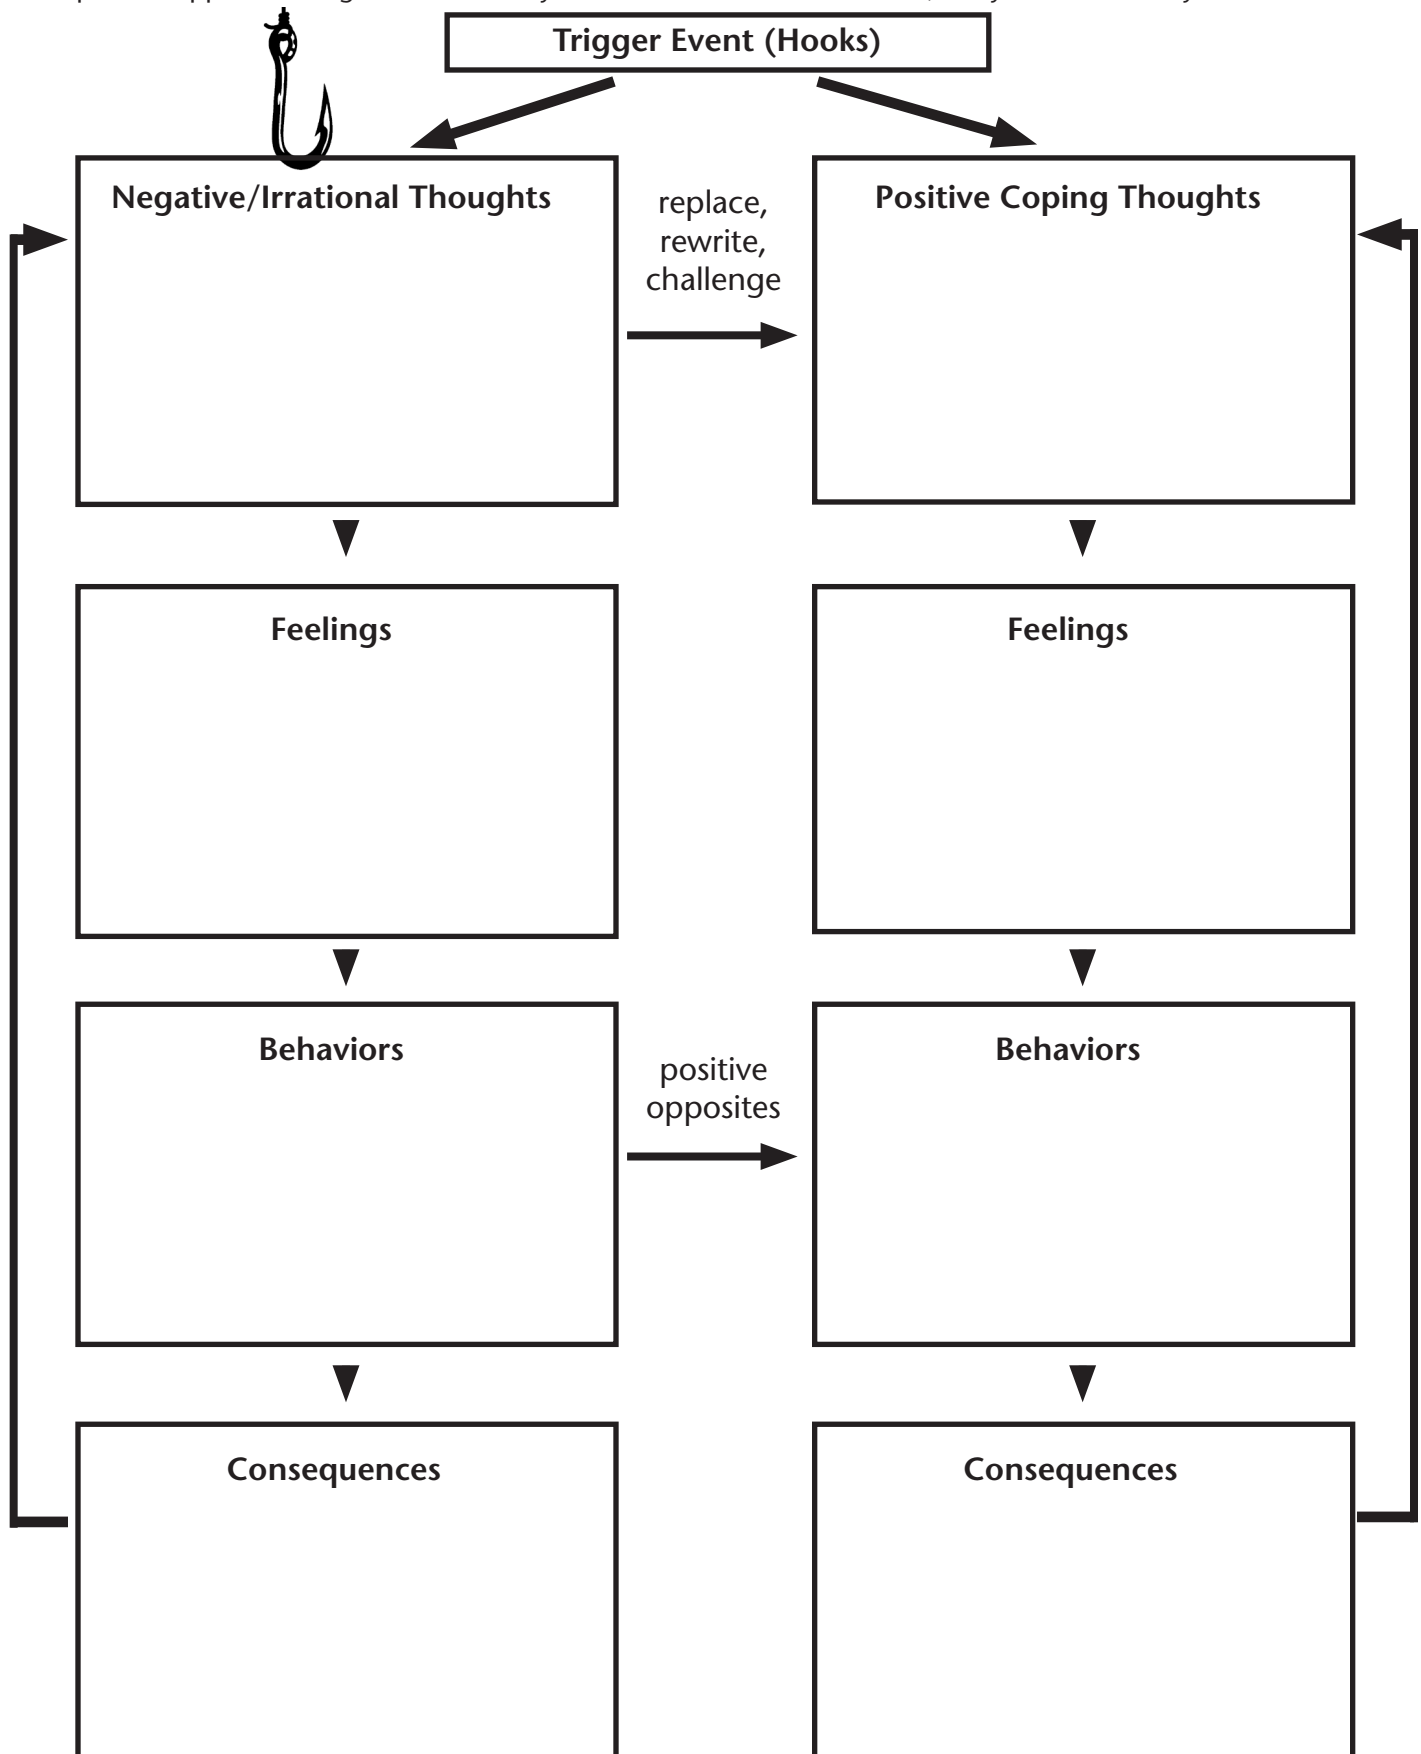 Trigger Event (Hooks)
Negative/Irrational Thoughts
replace,
rewrite,
challenge
Positive Coping Thoughts
Feelings
Feelings
Behaviors
positive
opposites
Behaviors
Consequences
Consequences